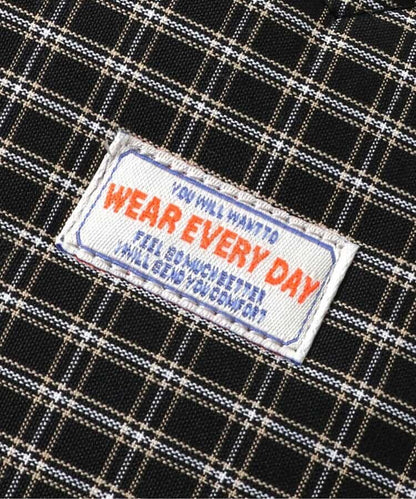 YOU WILL WANT TO
WEAR EVERY DAY
FEEL SO MUCH BETTER
WILL SEND YOU COMFORT